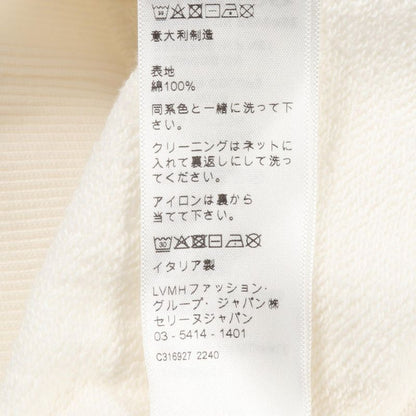 意大利制造
表地
綿100%
同系色と一緒に洗って下
さい。
クリーニングはネットに
入れて裏返しにして洗っ
てください。
アイロンは裏から
当てて下さい。
30
イタリア製
LVMHファッション・
グループ・ジャパン㈱
セリーヌジャパン
03 - 5414 - 1401
C316927 2240